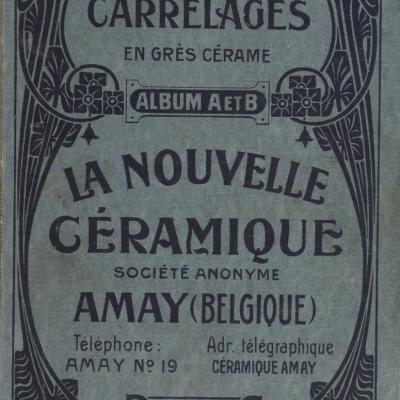 CARRELAGES
EN GRÈS CÉRAME
ALBUM A ET B
LA NOUVELLE
CÉRAMIQUE
SOCIÉTÉ ANONYME
AMAY (BELGIQUE)
Téléphone: Adr. télégraphique
AMAY Nº 19 CÉRAMIQUE AMAY